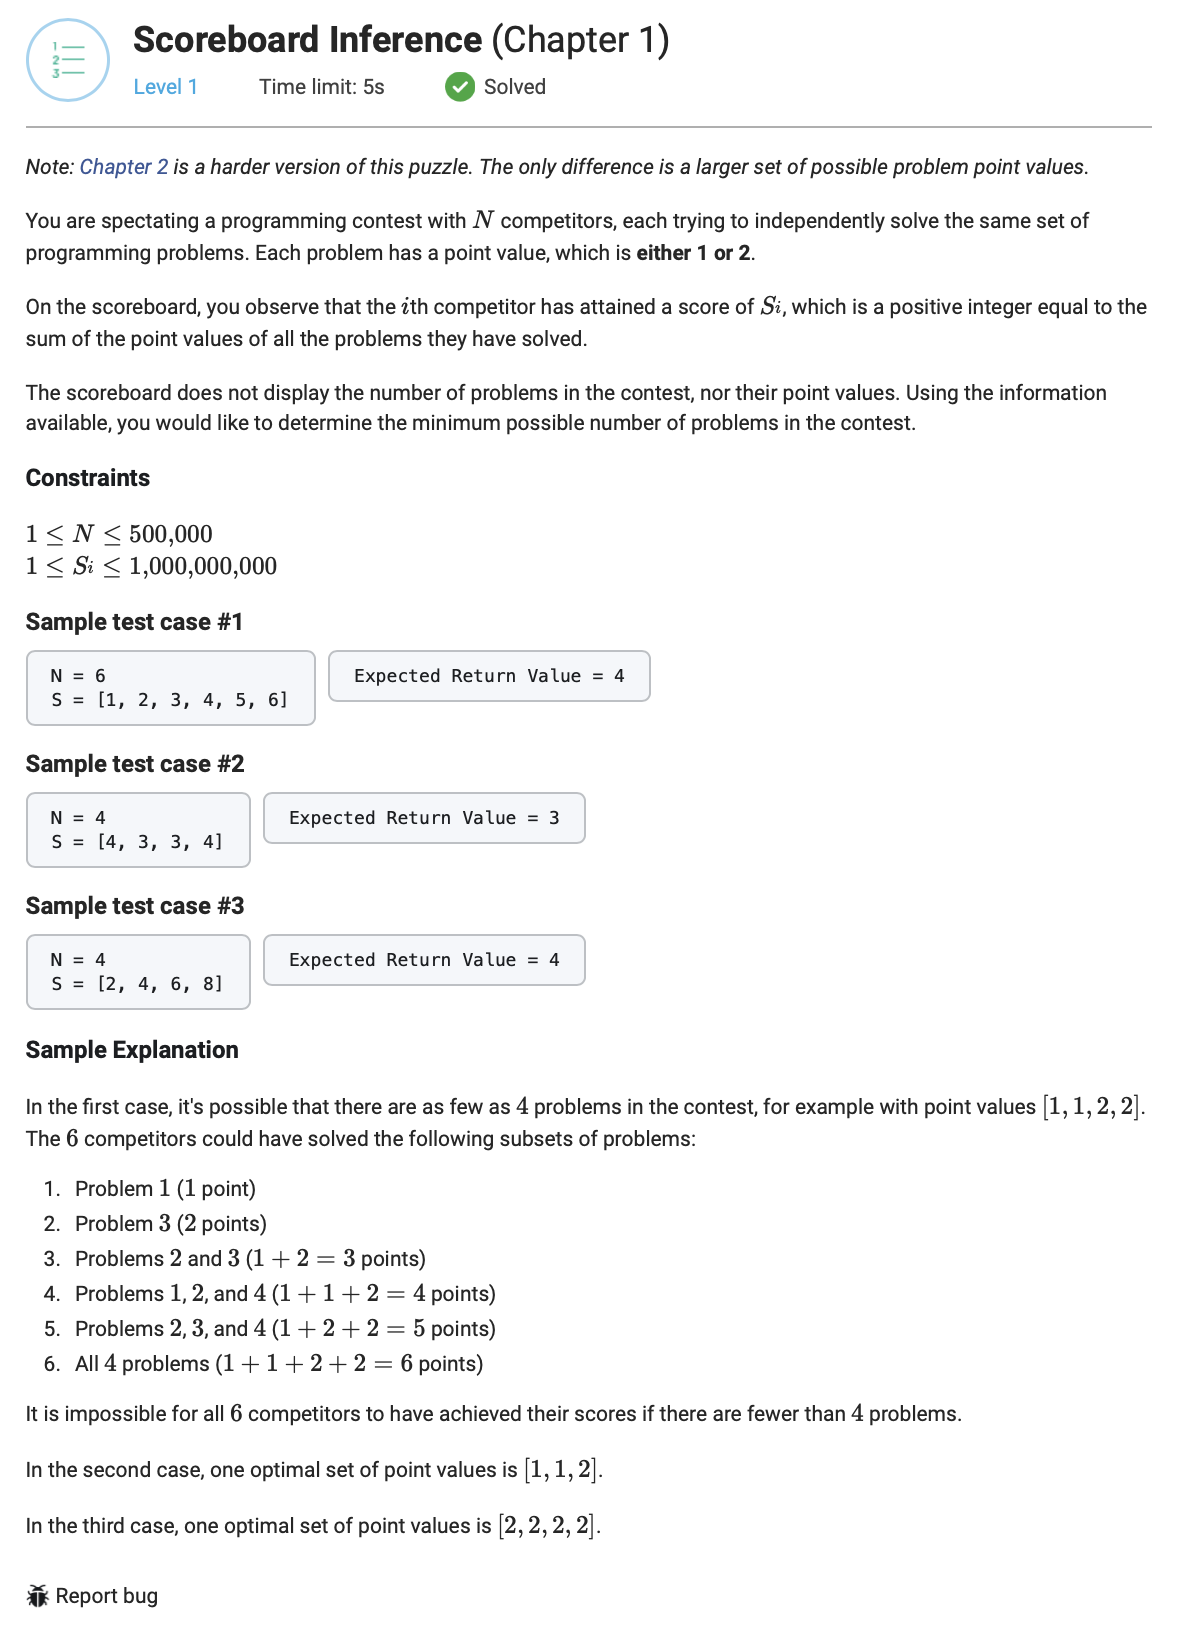 1
2
3
Scoreboard Inference (Chapter 1)
Level 1 Time limit: 5s Solved
Note: Chapter 2 is a harder version of this puzzle. The only difference is a larger set of possible problem point values.
You are spectating a programming contest with N competitors, each trying to independently solve the same set of
programming problems. Each problem has a point value, which is either 1 or 2.
On the scoreboard, you observe that the ith competitor has attained a score of Si, which is a positive integer equal to the
sum of the point values of all the problems they have solved.
The scoreboard does not display the number of problems in the contest, nor their point values. Using the information
available, you would like to determine the minimum possible number of problems in the contest.
Constraints
1 ≤ N ≤ 500,000
1 ≤ Si ≤ 1,000,000,000
Sample test case #1
N = 6
S = [1, 2, 3, 4, 5, 6]
Expected Return Value = 4
Sample test case #2
N = 4
S = [4, 3, 3, 4]
Expected Return Value = 3
Sample test case #3
N = 4
S = [2, 4, 6, 8]
Expected Return Value = 4
Sample Explanation
In the first case, it's possible that there are as few as 4 problems in the contest, for example with point values [1, 1, 2, 2].
The 6 competitors could have solved the following subsets of problems:
1. Problem 1 (1 point)
2. Problem 3 (2 points)
3. Problems 2 and 3 (1 + 2 = 3 points)
4. Problems 1, 2, and 4 (1 + 1 + 2 = 4 points)
5. Problems 2, 3, and 4 (1 + 2 + 2 = 5 points)
6. All 4 problems (1 + 1 + 2 + 2 = 6 points)
It is impossible for all 6 competitors to have achieved their scores if there are fewer than 4 problems.
In the second case, one optimal set of point values is [1, 1, 2].
In the third case, one optimal set of point values is [2, 2, 2, 2].
Report bug